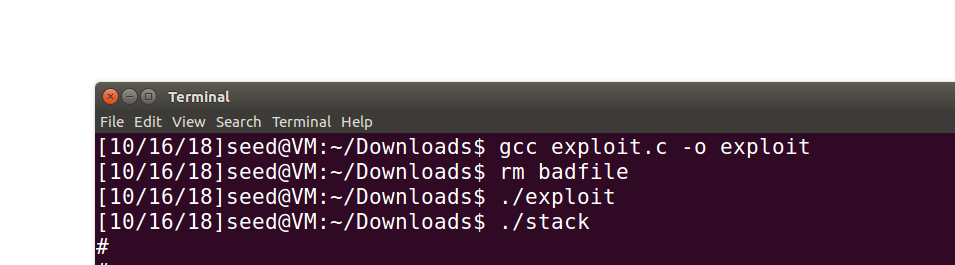 Terminal
File Edit View Search Terminal Help
[10/16/18]seed@VM:~/Downloads$ gcc exploit.c -o exploit
[10/16/18]seed@VM:~/Downloads$ rm badfile
[10/16/18]seed@VM:~/Downloads$ ./exploit
[10/16/18]seed@VM:~/Downloads$ ./stack
#